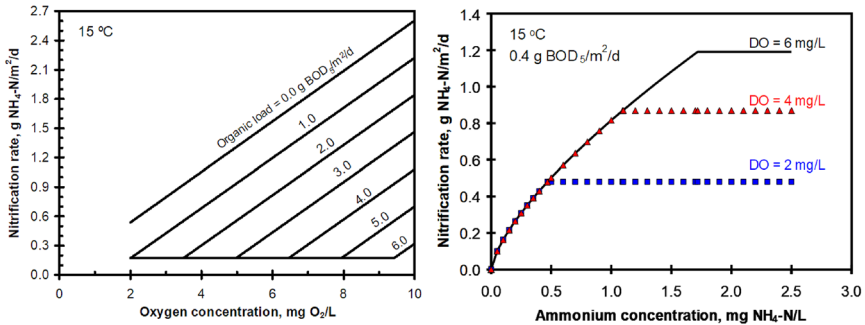 2.7
2.4
2.1
1.8
1.5
1.2
0.9
0.6
0.3
0.0
Nitrification rate, g NH₄-N/m²/d
15 ºC
Organic load = 0.0 g BOD₅/m²/d
1.0
2.0
3.0
4.0
5.0
6.0
0 2 4 6 8 10
Oxygen concentration, mg O₂/L
1.4
1.2
1.0
0.8
0.6
0.4
0.2
0.0
Nitrification rate, g NH₄-N/m²/d
15 ºC
0.4 g BOD₅/m²/d
DO = 6 mg/L
DO = 4 mg/L
DO = 2 mg/L
0.0 0.5 1.0 1.5 2.0 2.5 3.0
Ammonium concentration, mg NH₄-N/L